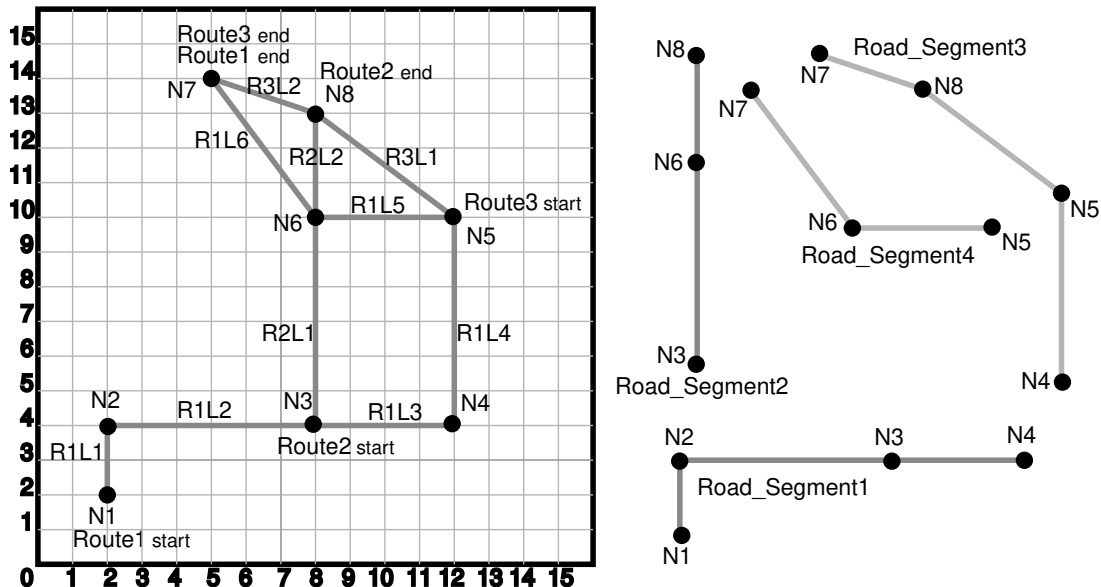 15
14
13
12
11
10
9
8
7
6
5
4
3
2
1
0
1 2 3 4 5 6 7 8 9 10 11 12 13 14 15
Route3 end
Route1 end
N7
R3L2
Route2 end
N8
R1L6
R2L2
R3L1
R1L5
Route3 start
N6
N5
R2L1
R1L4
N2
R1L2
N3
R1L3
N4
Route2 start
R1L1
N1
Route1 start
N8
N7
N6
N3
Road_Segment2
Road_Segment3
N7
N8
N5
N6
N5
Road_Segment4
N4
N2
N3
N4
Road_Segment1
N1